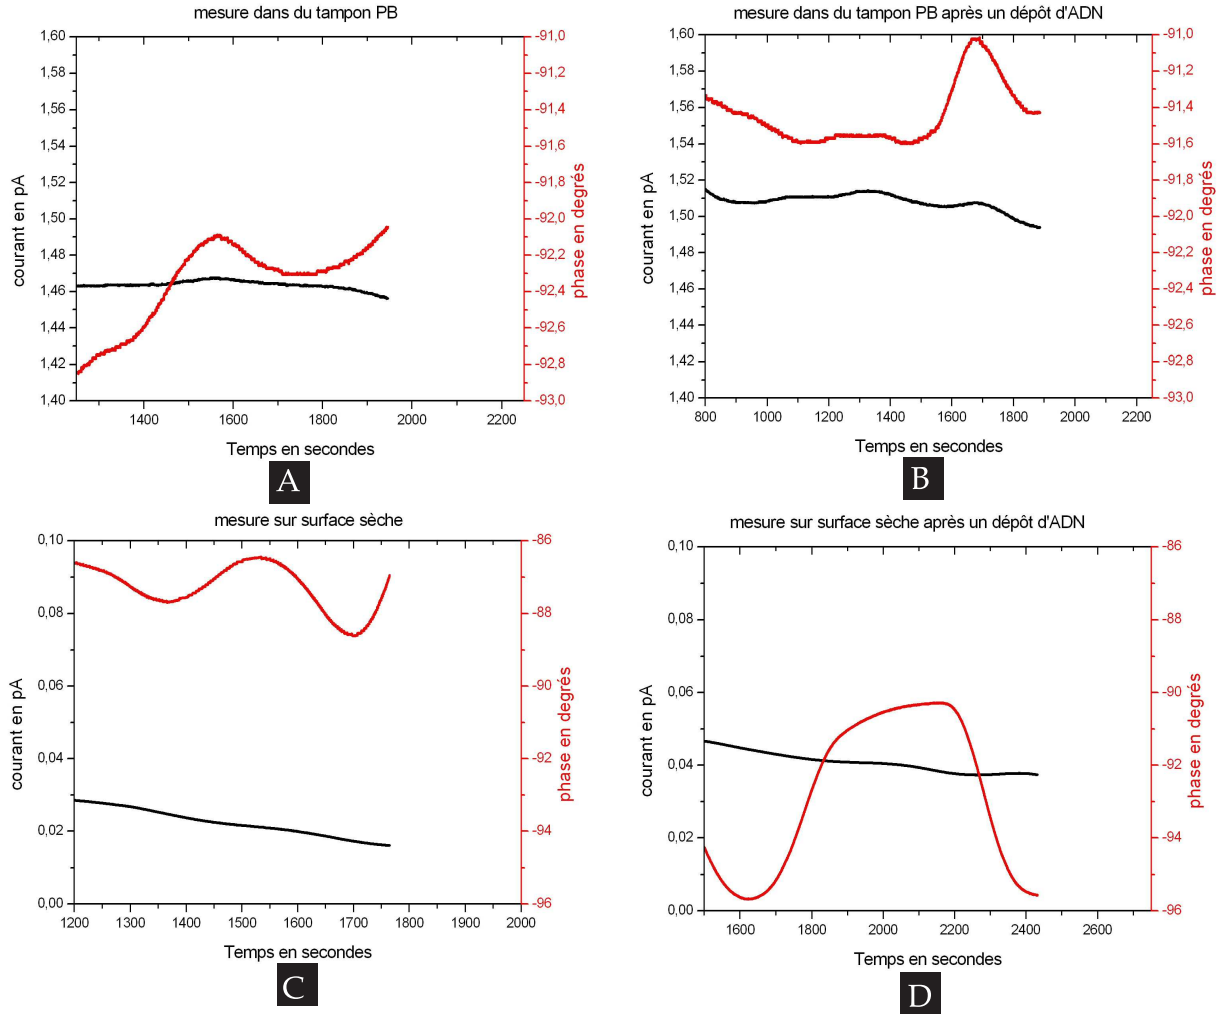 mesure dans du tampon PB
1,60
1,58
1,56
1,54
1,52
1,50
1,48
1,46
1,44
1,42
1,40
courant en pA
-91,0
-91,2
-91,4
-91,6
-91,8
-92,0
-92,2
-92,4
-92,6
-92,8
-93,0
phase en degrés
1400 1600 1800 2000 2200
Temps en secondes
A
mesure dans du tampon PB après un dépôt d'ADN
1,60
1,58
1,56
1,54
1,52
1,50
1,48
1,46
1,44
1,42
1,40
courant en pA
-91,0
-91,2
-91,4
-91,6
-91,8
-92,0
-92,2
-92,4
-92,6
-92,8
-93,0
phase en degrés
800 1000 1200 1400 1600 1800 2000 2200
Temps en secondes
B
mesure sur surface sèche
0,10
0,08
0,06
0,04
0,02
0,00
courant en pA
-86
-88
-90
-92
-94
-96
phase en degrés
1200 1300 1400 1500 1600 1700 1800 1900 2000
Temps en secondes
C
mesure sur surface sèche après un dépôt d'ADN
0,10
0,08
0,06
0,04
0,02
0,00
courant en pA
-86
-88
-90
-92
-94
-96
phase en degrés
1600 1800 2000 2200 2400 2600
Temps en secondes
D